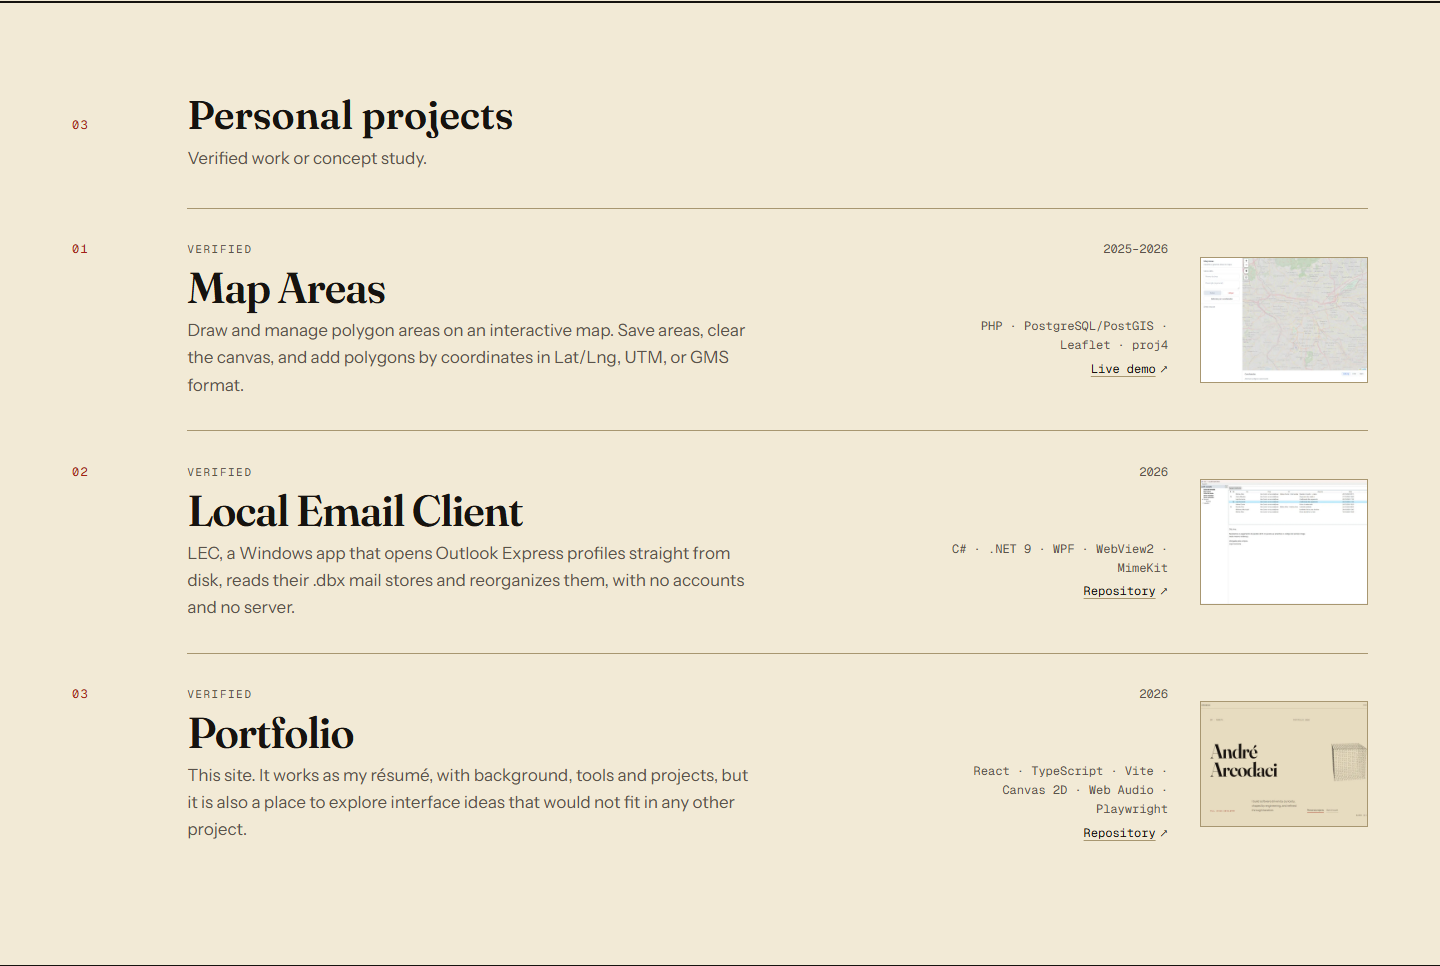 03
Personal projects
Verified work or concept study.
01
VERIFIED
2025–2026
Map Areas
Draw and manage polygon areas on an interactive map. Save areas, clear
the canvas, and add polygons by coordinates in Lat/Lng, UTM, or GMS
format.
PHP · PostgreSQL/PostGIS ·
Leaflet · proj4
Live demo ↗
02
VERIFIED
2026
Local Email Client
LEC, a Windows app that opens Outlook Express profiles straight from
disk, reads their .dbx mail stores and reorganizes them, with no accounts
and no server.
C# · .NET 9 · WPF · WebView2 ·
MimeKit
Repository ↗
03
VERIFIED
2026
Portfolio
This site. It works as my résumé, with background, tools and projects, but
it is also a place to explore interface ideas that would not fit in any other
project.
React · TypeScript · Vite ·
Canvas 2D · Web Audio ·
Playwright
Repository ↗
André
Arcodaci